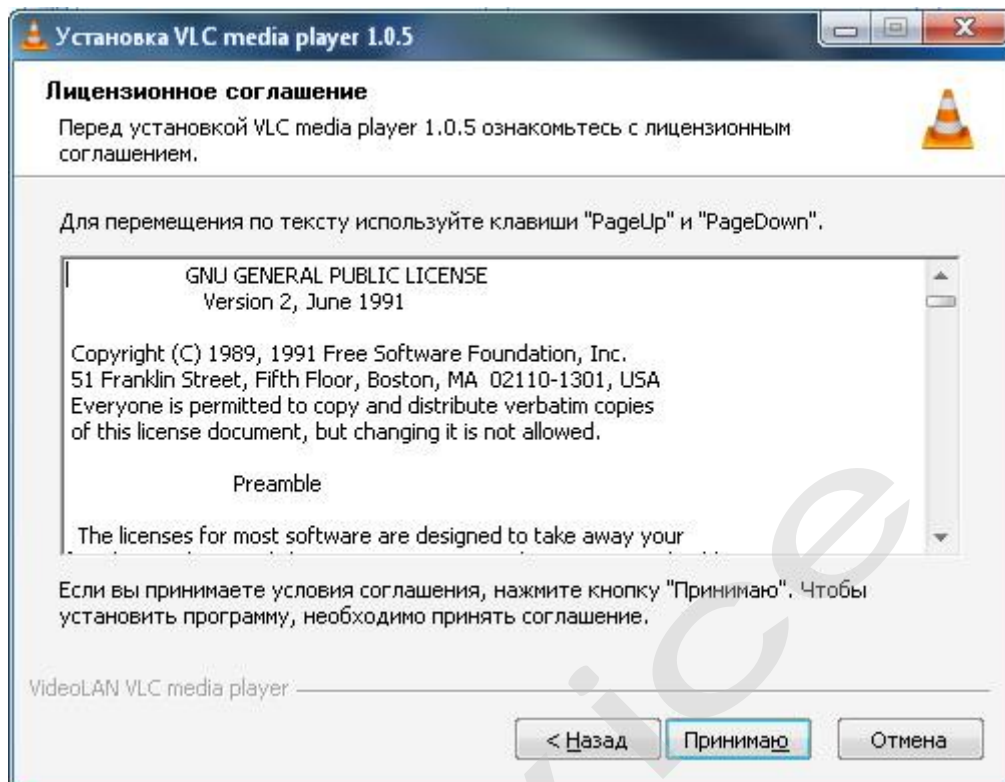 Установка VLC media player 1.0.5
Лицензионное соглашение
Перед установкой VLC media player 1.0.5 ознакомьтесь с лицензионным
соглашением.
Для перемещения по тексту используйте клавиши "PageUp" и "PageDown".
GNU GENERAL PUBLIC LICENSE
Version 2, June 1991
Copyright (C) 1989, 1991 Free Software Foundation, Inc.
51 Franklin Street, Fifth Floor, Boston, MA  02110-1301, USA
Everyone is permitted to copy and distribute verbatim copies
of this license document, but changing it is not allowed.
Preamble
The licenses for most software are designed to take away your
Если вы принимаете условия соглашения, нажмите кнопку "Принимаю". Чтобы
установить программу, необходимо принять соглашение.
VideoLAN VLC media player
< Назад
Принимаю
Отмена
vice